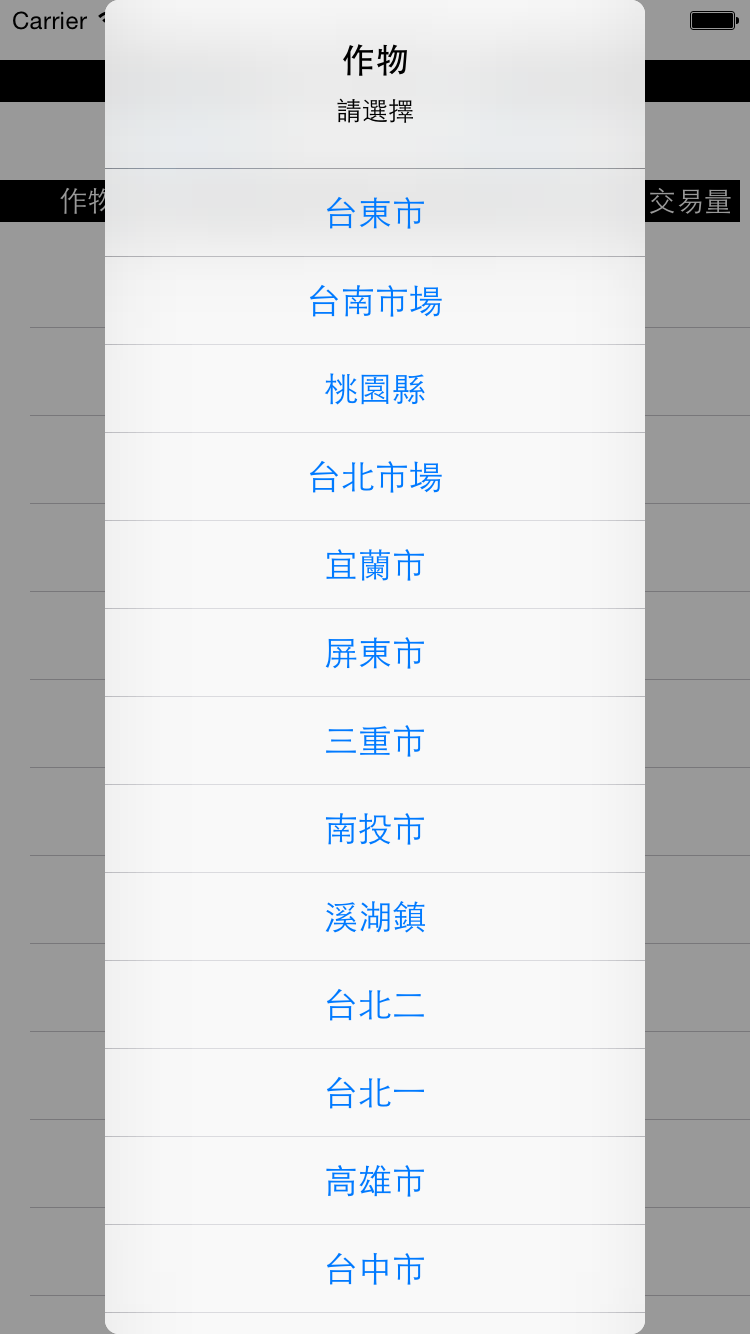 Carrier
作物
請選擇
作物
交易量
台東市
台南市場
桃園縣
台北市場
宜蘭市
屏東市
三重市
南投市
溪湖鎮
台北二
台北一
高雄市
台中市